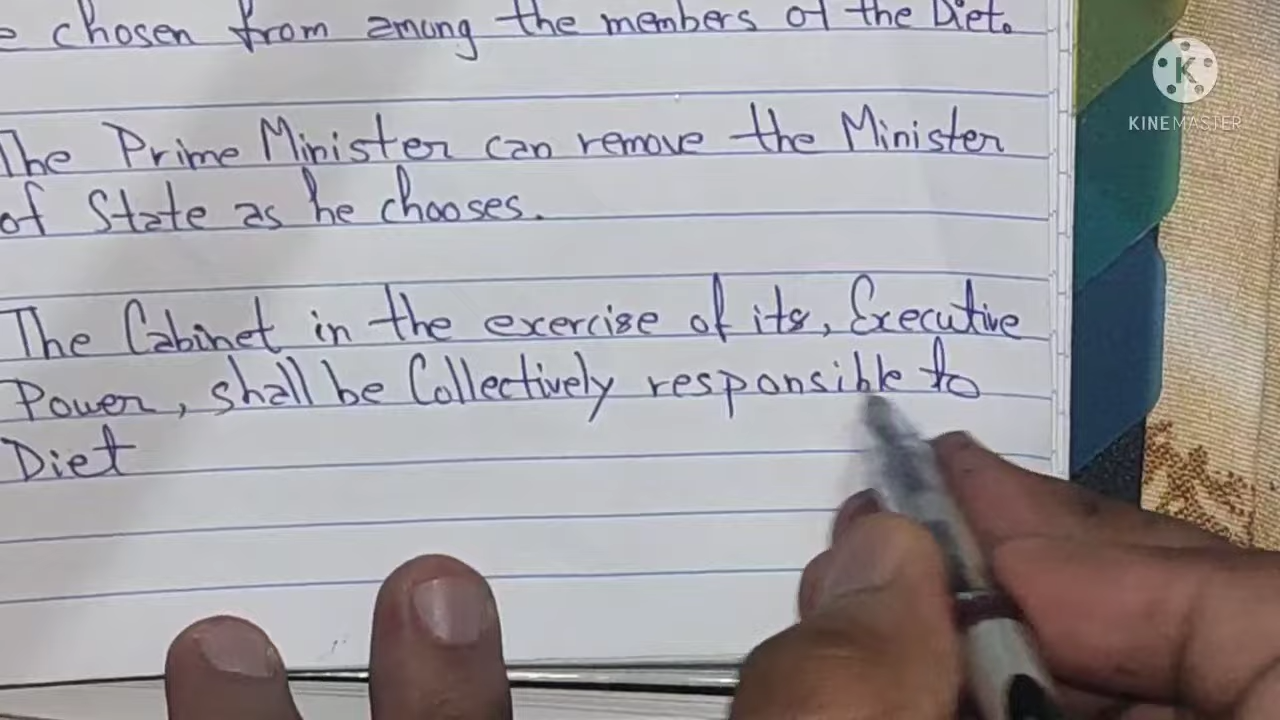 e chosen from among the members of the Diet.
The Prime Minister can remove the Minister
of State as he chooses.
The Cabinet in the exercise of its, Executive
Power, shall be Collectively responsible to
Diet
K
KINEMASTER